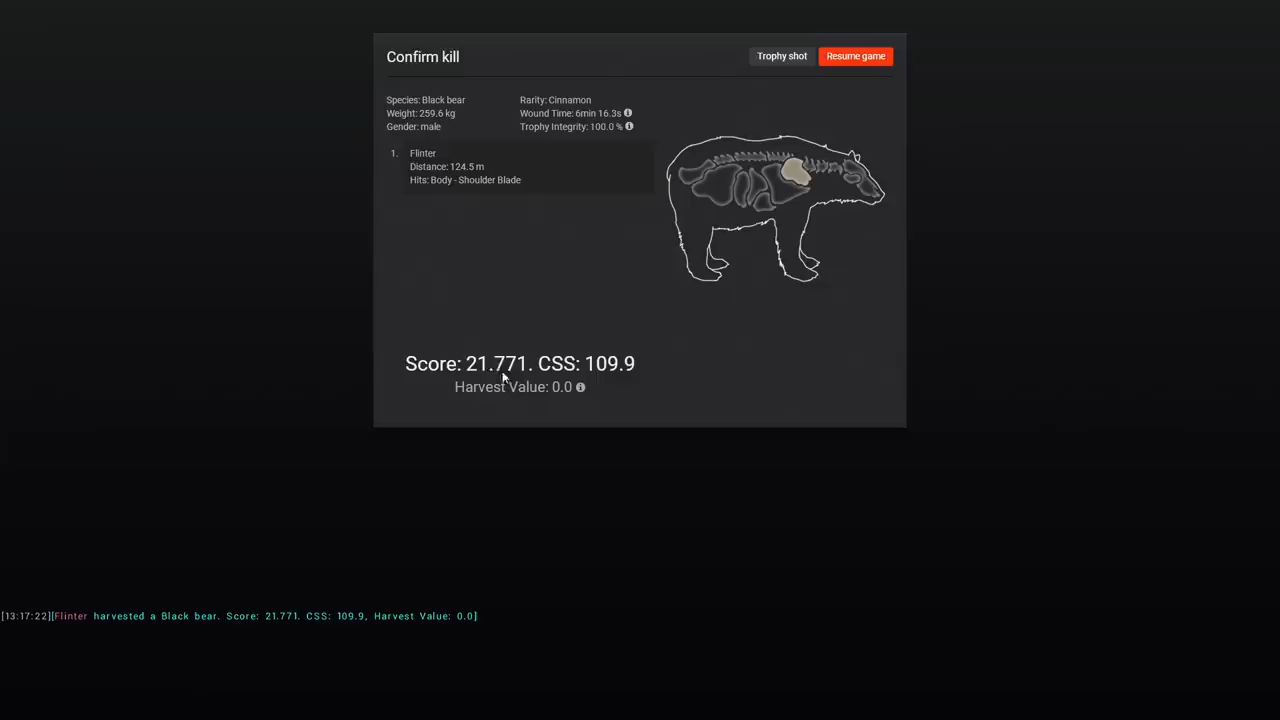 Confirm kill
Trophy shot
Resume game
Species: Black bear
Rarity: Cinnamon
Weight: 259.6 kg
Wound Time: 6min 16.3s
Gender: male
Trophy Integrity: 100.0 %
1. Flinter
Distance: 124.5 m
Hits: Body - Shoulder Blade
Score: 21.771. CSS: 109.9
Harvest Value: 0.0
[13:17:22][Flinter harvested a Black bear. Score: 21.771. CSS: 109.9, Harvest Value: 0.0]